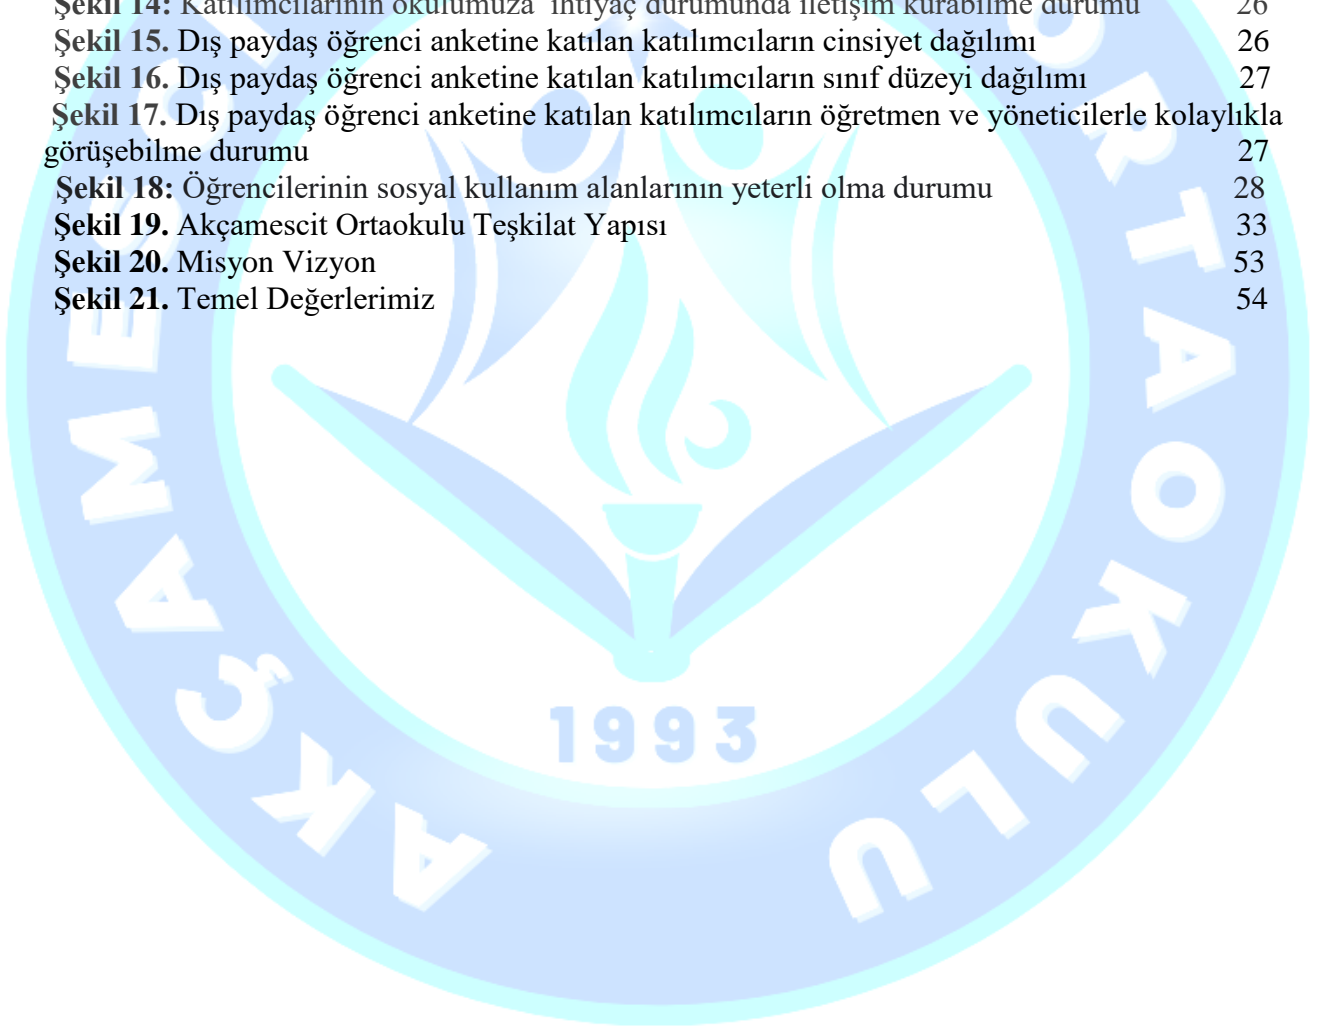 Şekil 14: Katılımcılarının okulumuza ihtiyaç durumunda iletişim kurabilme durumu 26
Şekil 15. Dış paydaş öğrenci anketine katılan katılımcıların cinsiyet dağılımı 26
Şekil 16. Dış paydaş öğrenci anketine katılan katılımcıların sınıf düzeyi dağılımı 27
Şekil 17. Dış paydaş öğrenci anketine katılan katılımcıların öğretmen ve yöneticilerle kolaylıkla
görüşebilme durumu 27
Şekil 18: Öğrencilerinin sosyal kullanım alanlarının yeterli olma durumu 28
Şekil 19. Akçamescit Ortaokulu Teşkilat Yapısı 33
Şekil 20. Misyon Vizyon 53
Şekil 21. Temel Değerlerimiz 54
AKÇAMESC
ORTAOKULU
1993